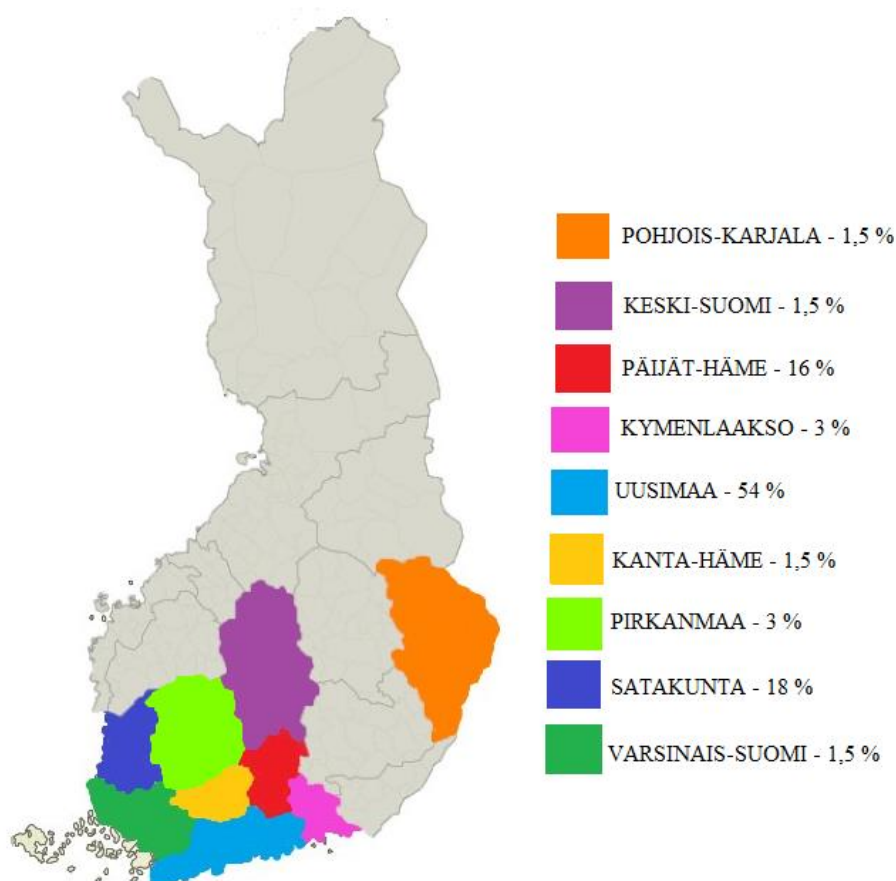 POHJOIS-KARJALA - 1,5 %
KESKI-SUOMI - 1,5 %
PÄIJÄT-HÄME - 16 %
KYMENLAAKSO - 3 %
UUSIMAA - 54 %
KANTA-HÄME - 1,5 %
PIRKANMAA - 3 %
SATAKUNTA - 18 %
VARSINAIS-SUOMI - 1,5 %